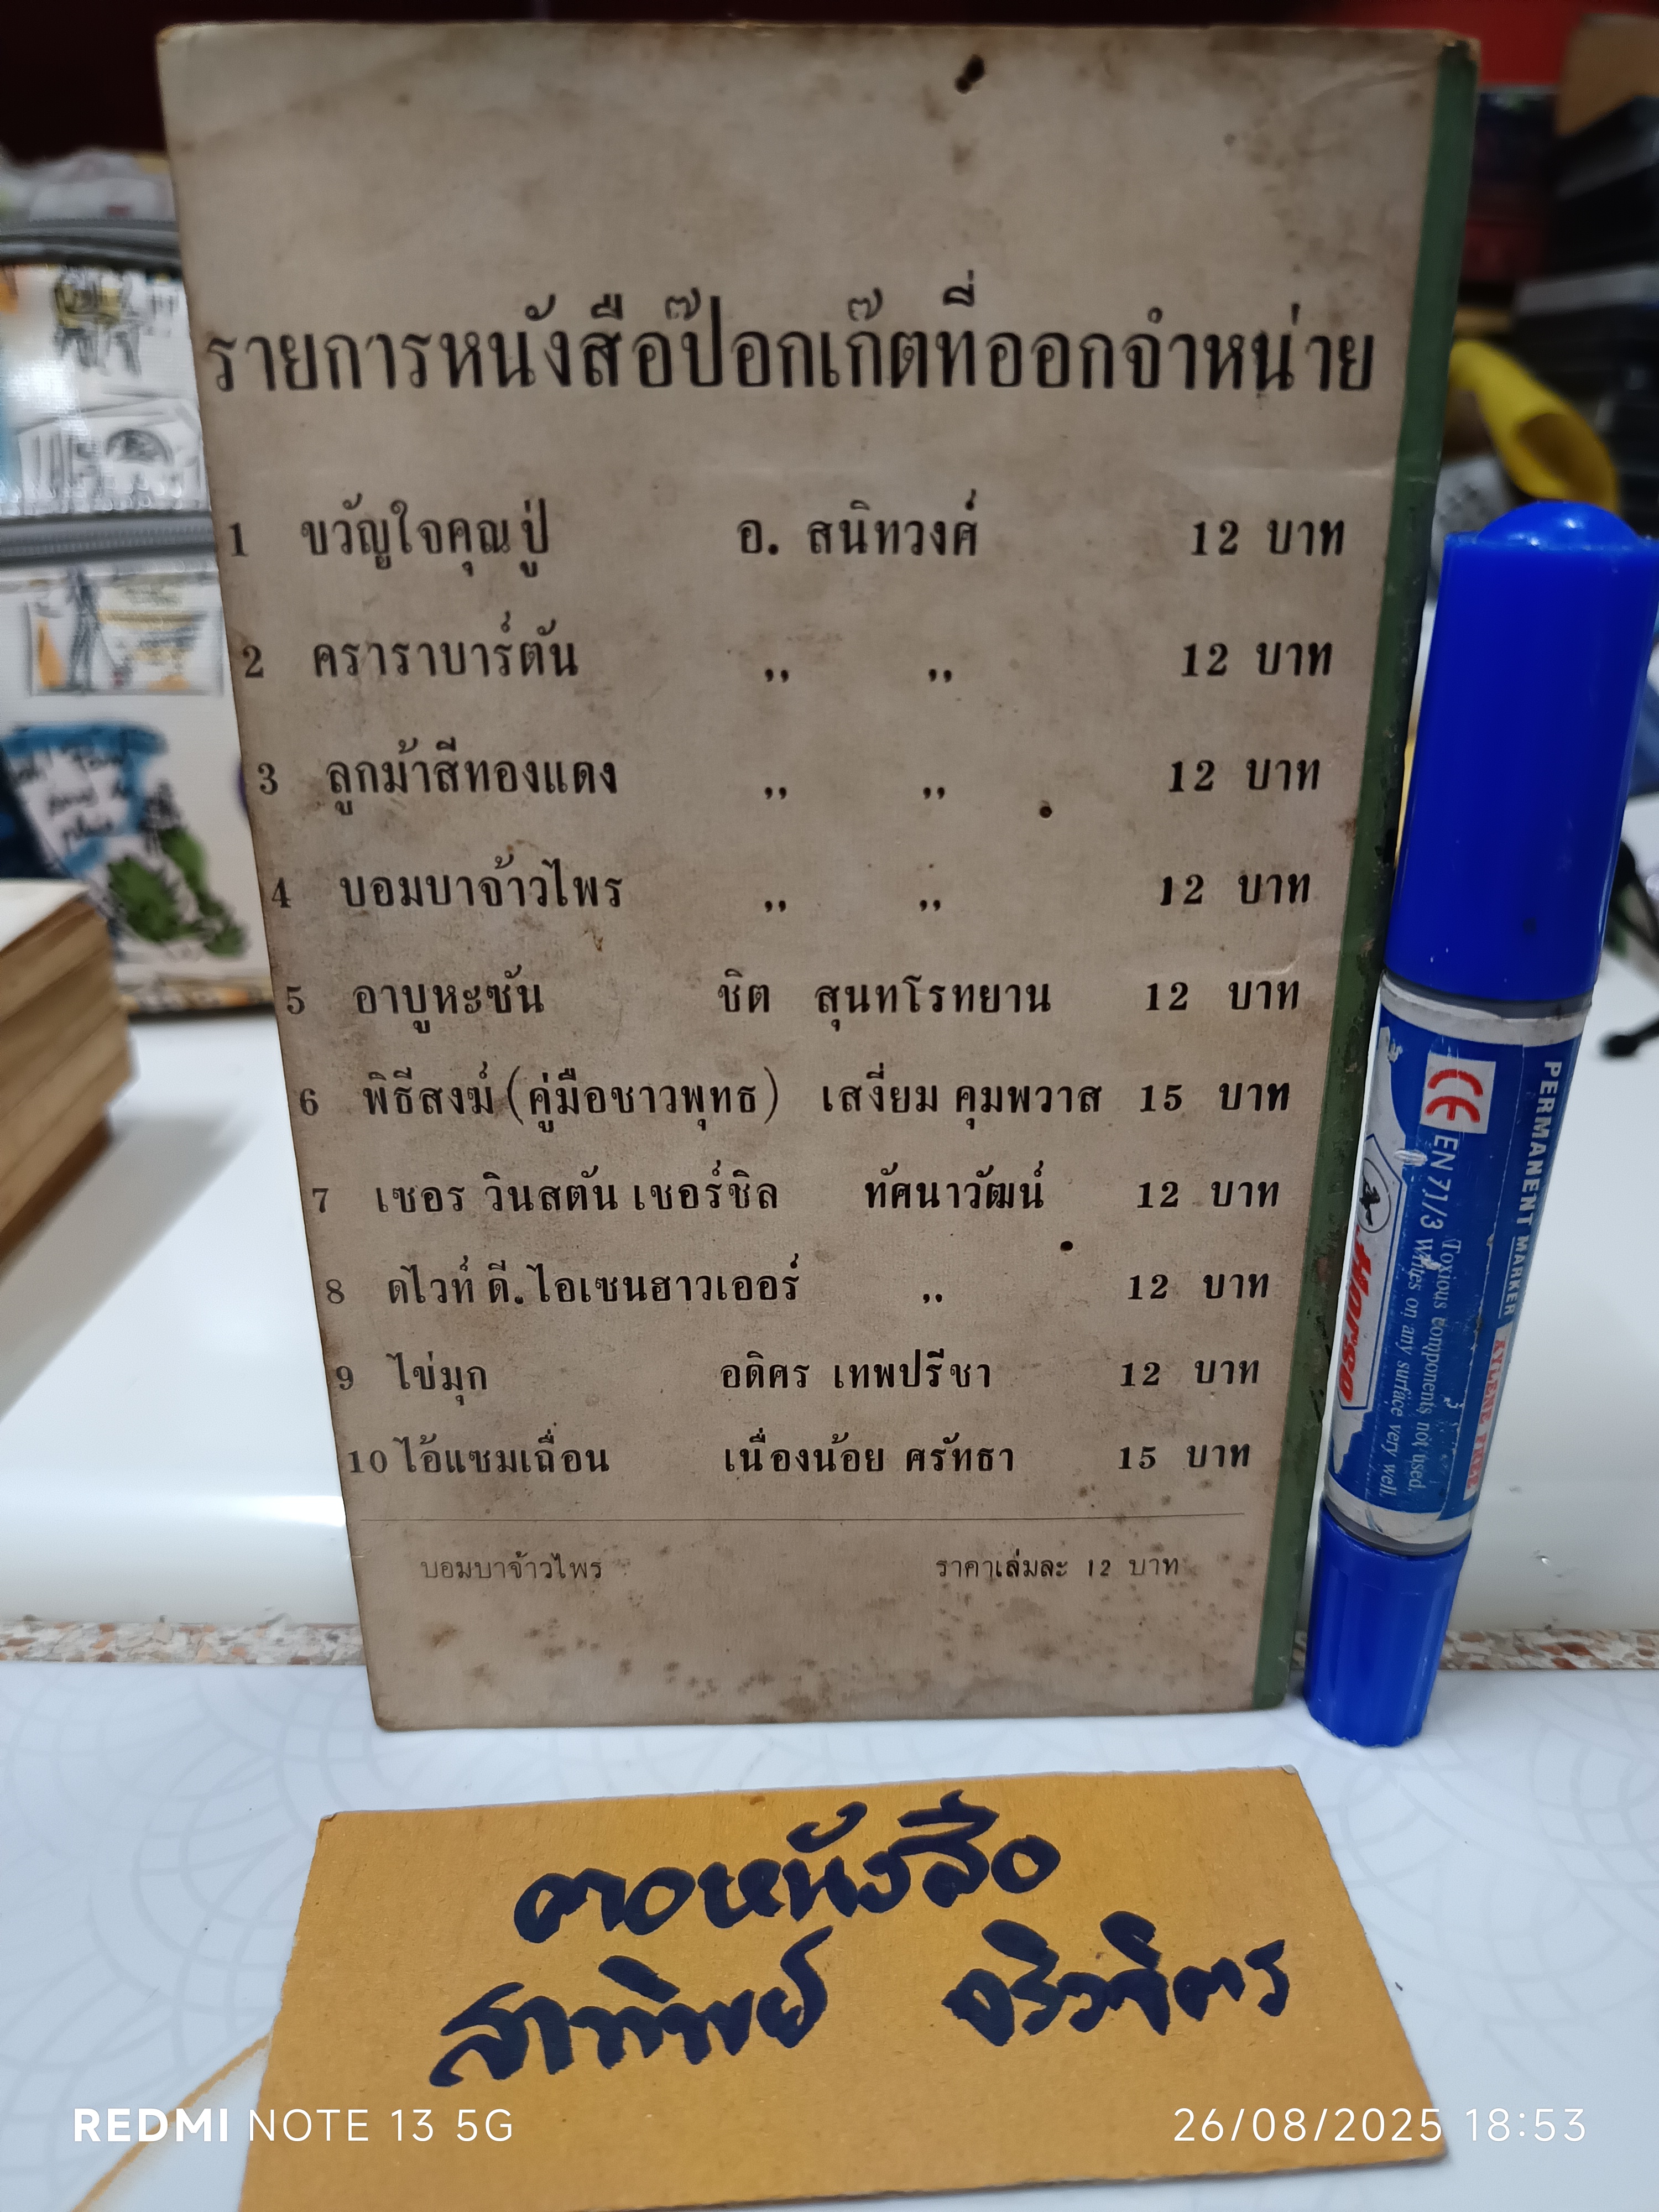 รายการหนังสือป๊อกเก๊ตที่ออกจำหน่าย
1 ขวัญใจคุณปู่ อ. สนิทวงศ์ 12 บาท
2 คราราบาร์ตัน ,, ,, 12 บาท
3 ลูกม้าสีทองแดง ,, ,, 12 บาท
4 บอมบาจ้าวไพร ,, ,, 12 บาท
5 อาบูหะซัน ชิต สุนทโรทยาน 12 บาท
6 พิธีสงฆ์ (คู่มือชาวพุทธ) เสงี่ยม คุมพวาส 15 บาท
7 เซอร วินสตัน เชอร์ชิล ทัศนาวัฒน์ 12 บาท
8 ดไวท์ ดี. ไอเซนฮาวเออร์ ,, 12 บาท
9 ไข่มุก อดิศร เทพปรีชา 12 บาท
10 ไอ้แซมเถื่อน เนื่องน้อย ศรัทธา 15 บาท
บอมบาจ้าวไพร ราคาเล่มละ 12 บาท
PERMANENT MARKER
XYLENE FREE
CE EN 71/3
Toxious components not used.
Writes on any surface very well.
Horse
คอหนังสือ
สาทิพย์
REDMI NOTE 13 5G
26/08/2025 18:53